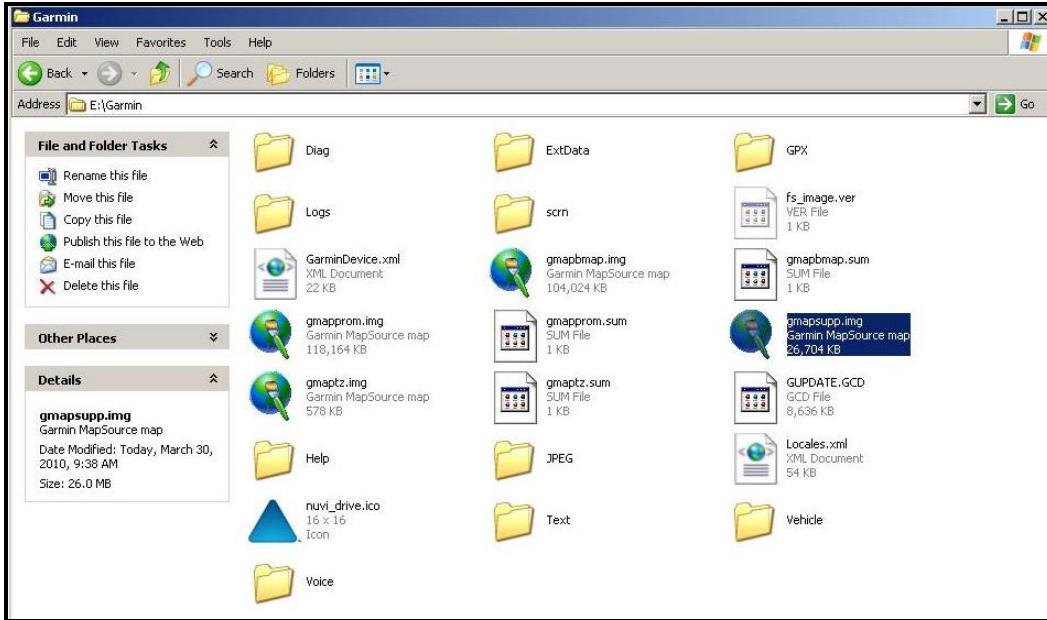 Garmin
File Edit View Favorites Tools Help
Back Search Folders
Address E:\Garmin Go
File and Folder Tasks
Rename this file
Move this file
Copy this file
Publish this file to the Web
E-mail this file
Delete this file
Other Places
Details
gmapsupp.img
Garmin MapSource map
Date Modified: Today, March 30,
2010, 9:38 AM
Size: 26.0 MB
Diag
ExtData
GPX
Logs
scrn
fs_image.ver
VER File
1 KB
GarminDevice.xml
XML Document
22 KB
gmapbmap.img
Garmin MapSource map
104,024 KB
gmapbmap.sum
SUM File
1 KB
gmapprom.img
Garmin MapSource map
118,164 KB
gmapprom.sum
SUM File
1 KB
gmapsupp.img
Garmin MapSource map
26,704 KB
gmaptz.img
Garmin MapSource map
578 KB
gmaptz.sum
SUM File
1 KB
GUPDATE.GCD
GCD File
8,636 KB
Help
JPEG
Locales.xml
XML Document
54 KB
nuvi_drive.ico
16 x 16
Icon
Text
Vehicle
Voice